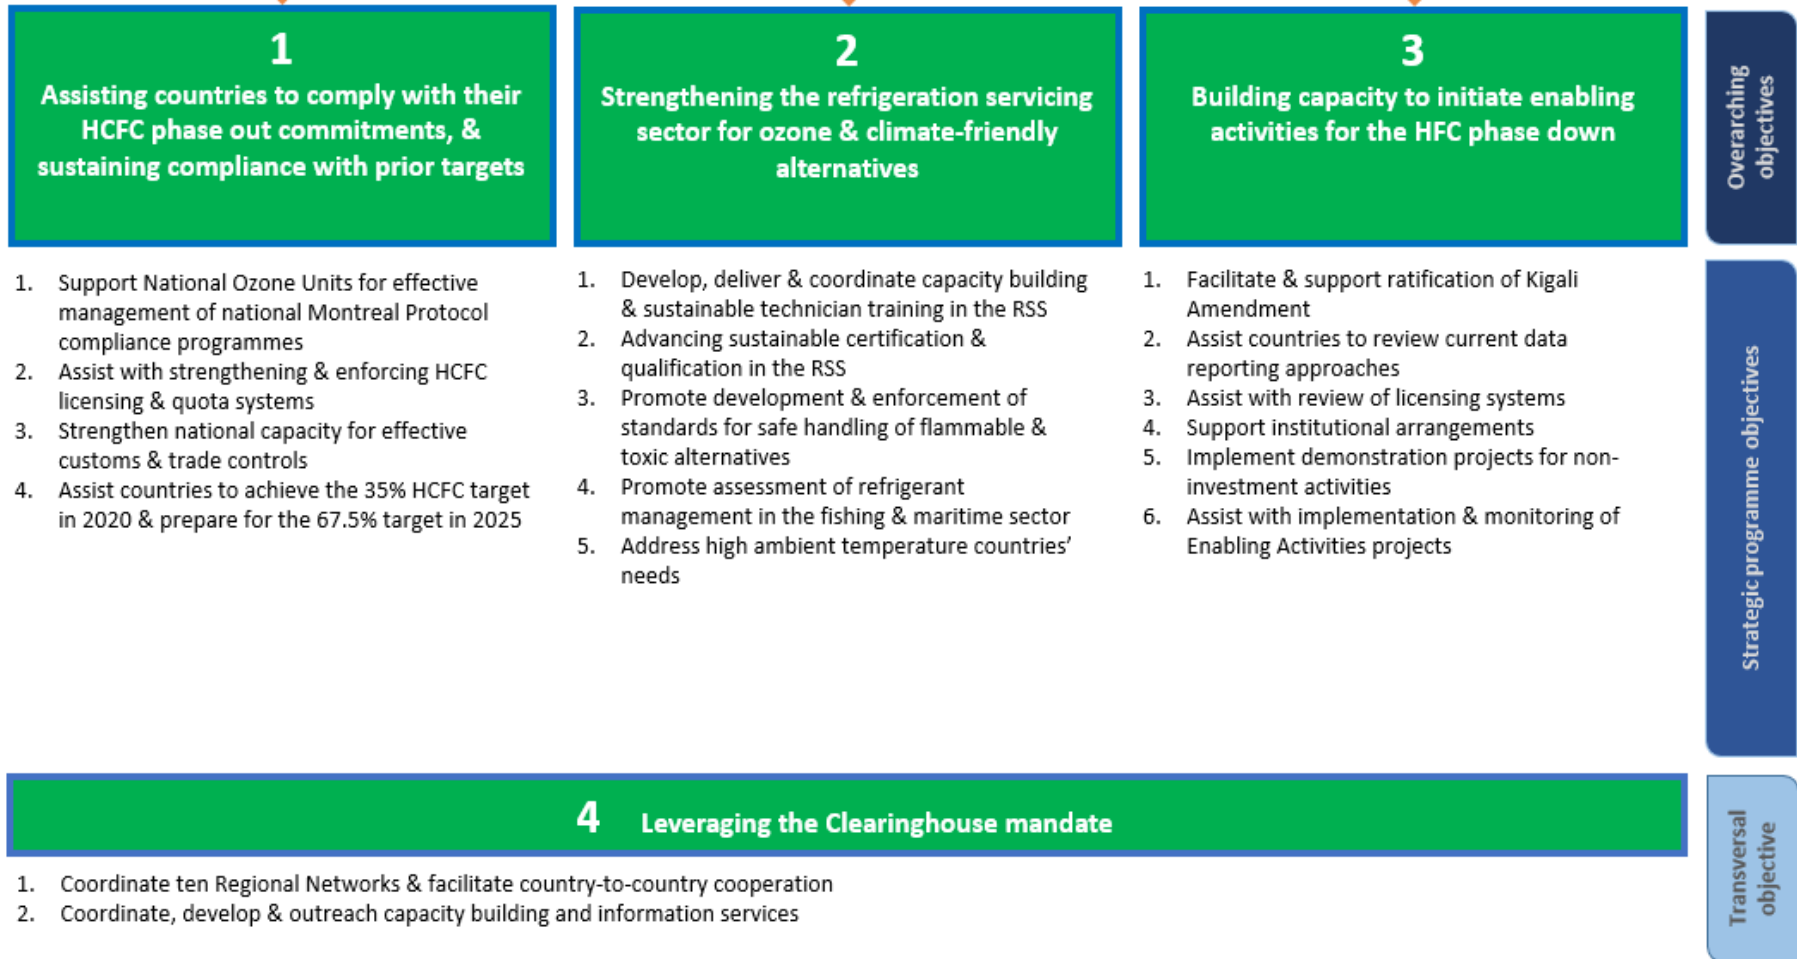 1
Assisting countries to comply with their
HCFC phase out commitments, &
sustaining compliance with prior targets
2
Strengthening the refrigeration servicing
sector for ozone & climate-friendly
alternatives
3
Building capacity to initiate enabling
activities for the HFC phase down
Overarching
objectives
1. Support National Ozone Units for effective
management of national Montreal Protocol
compliance programmes
2. Assist with strengthening & enforcing HCFC
licensing & quota systems
3. Strengthen national capacity for effective
customs & trade controls
4. Assist countries to achieve the 35% HCFC target
in 2020 & prepare for the 67.5% target in 2025
1. Develop, deliver & coordinate capacity building
& sustainable technician training in the RSS
2. Advancing sustainable certification &
qualification in the RSS
3. Promote development & enforcement of
standards for safe handling of flammable &
toxic alternatives
4. Promote assessment of refrigerant
management in the fishing & maritime sector
5. Address high ambient temperature countries’
needs
1. Facilitate & support ratification of Kigali
Amendment
2. Assist countries to review current data
reporting approaches
3. Assist with review of licensing systems
4. Support institutional arrangements
5. Implement demonstration projects for non-
investment activities
6. Assist with implementation & monitoring of
Enabling Activities projects
Strategic programme objectives
4 Leveraging the Clearinghouse mandate
1. Coordinate ten Regional Networks & facilitate country-to-country cooperation
2. Coordinate, develop & outreach capacity building and information services
Transversal
objective